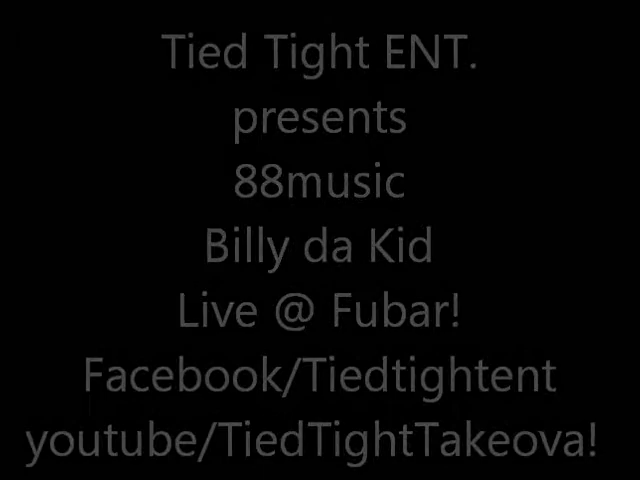 Tied Tight ENT.
presents
88music
Billy da Kid
Live @ Fubar!
Facebook/Tiedtightent
youtube/TiedTightTakeova!